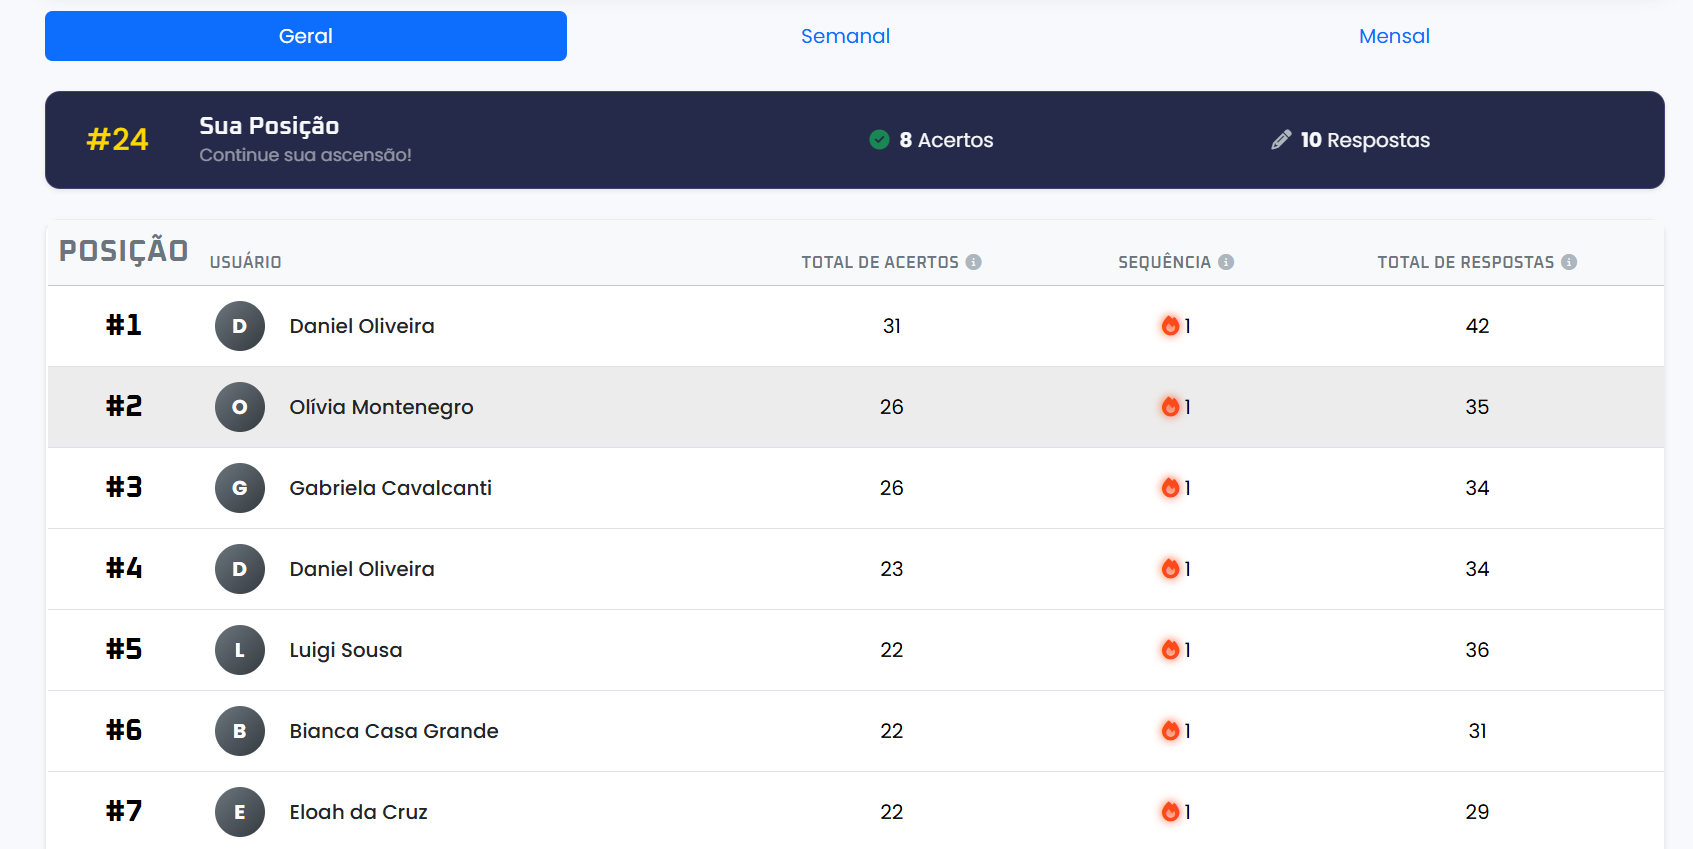 Geral Semanal Mensal
#24 Sua Posição 8 Acertos 10 Respostas
Continue sua ascensão!
POSIÇÃO USUÁRIO TOTAL DE ACERTOS SEQUÊNCIA TOTAL DE RESPOSTAS
#1 D Daniel Oliveira 31 1 42
#2 O Olívia Montenegro 26 1 35
#3 G Gabriela Cavalcanti 26 1 34
#4 D Daniel Oliveira 23 1 34
#5 L Luigi Sousa 22 1 36
#6 B Bianca Casa Grande 22 1 31
#7 E Eloah da Cruz 22 1 29